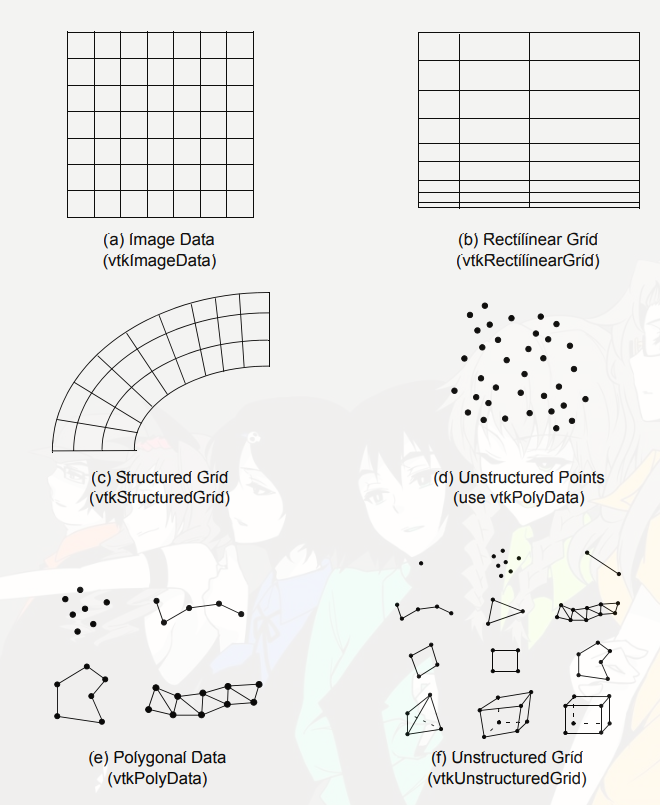 (a) Image Data
(vtkImageData)
(b) Rectilinear Grid
(vtkRectilinearGrid)
(c) Structured Grid
(vtkStructuredGrid)
(d) Unstructured Points
(use vtkPolyData)
(e) Polygonal Data
(vtkPolyData)
(f) Unstructured Grid
(vtkUnstructuredGrid)